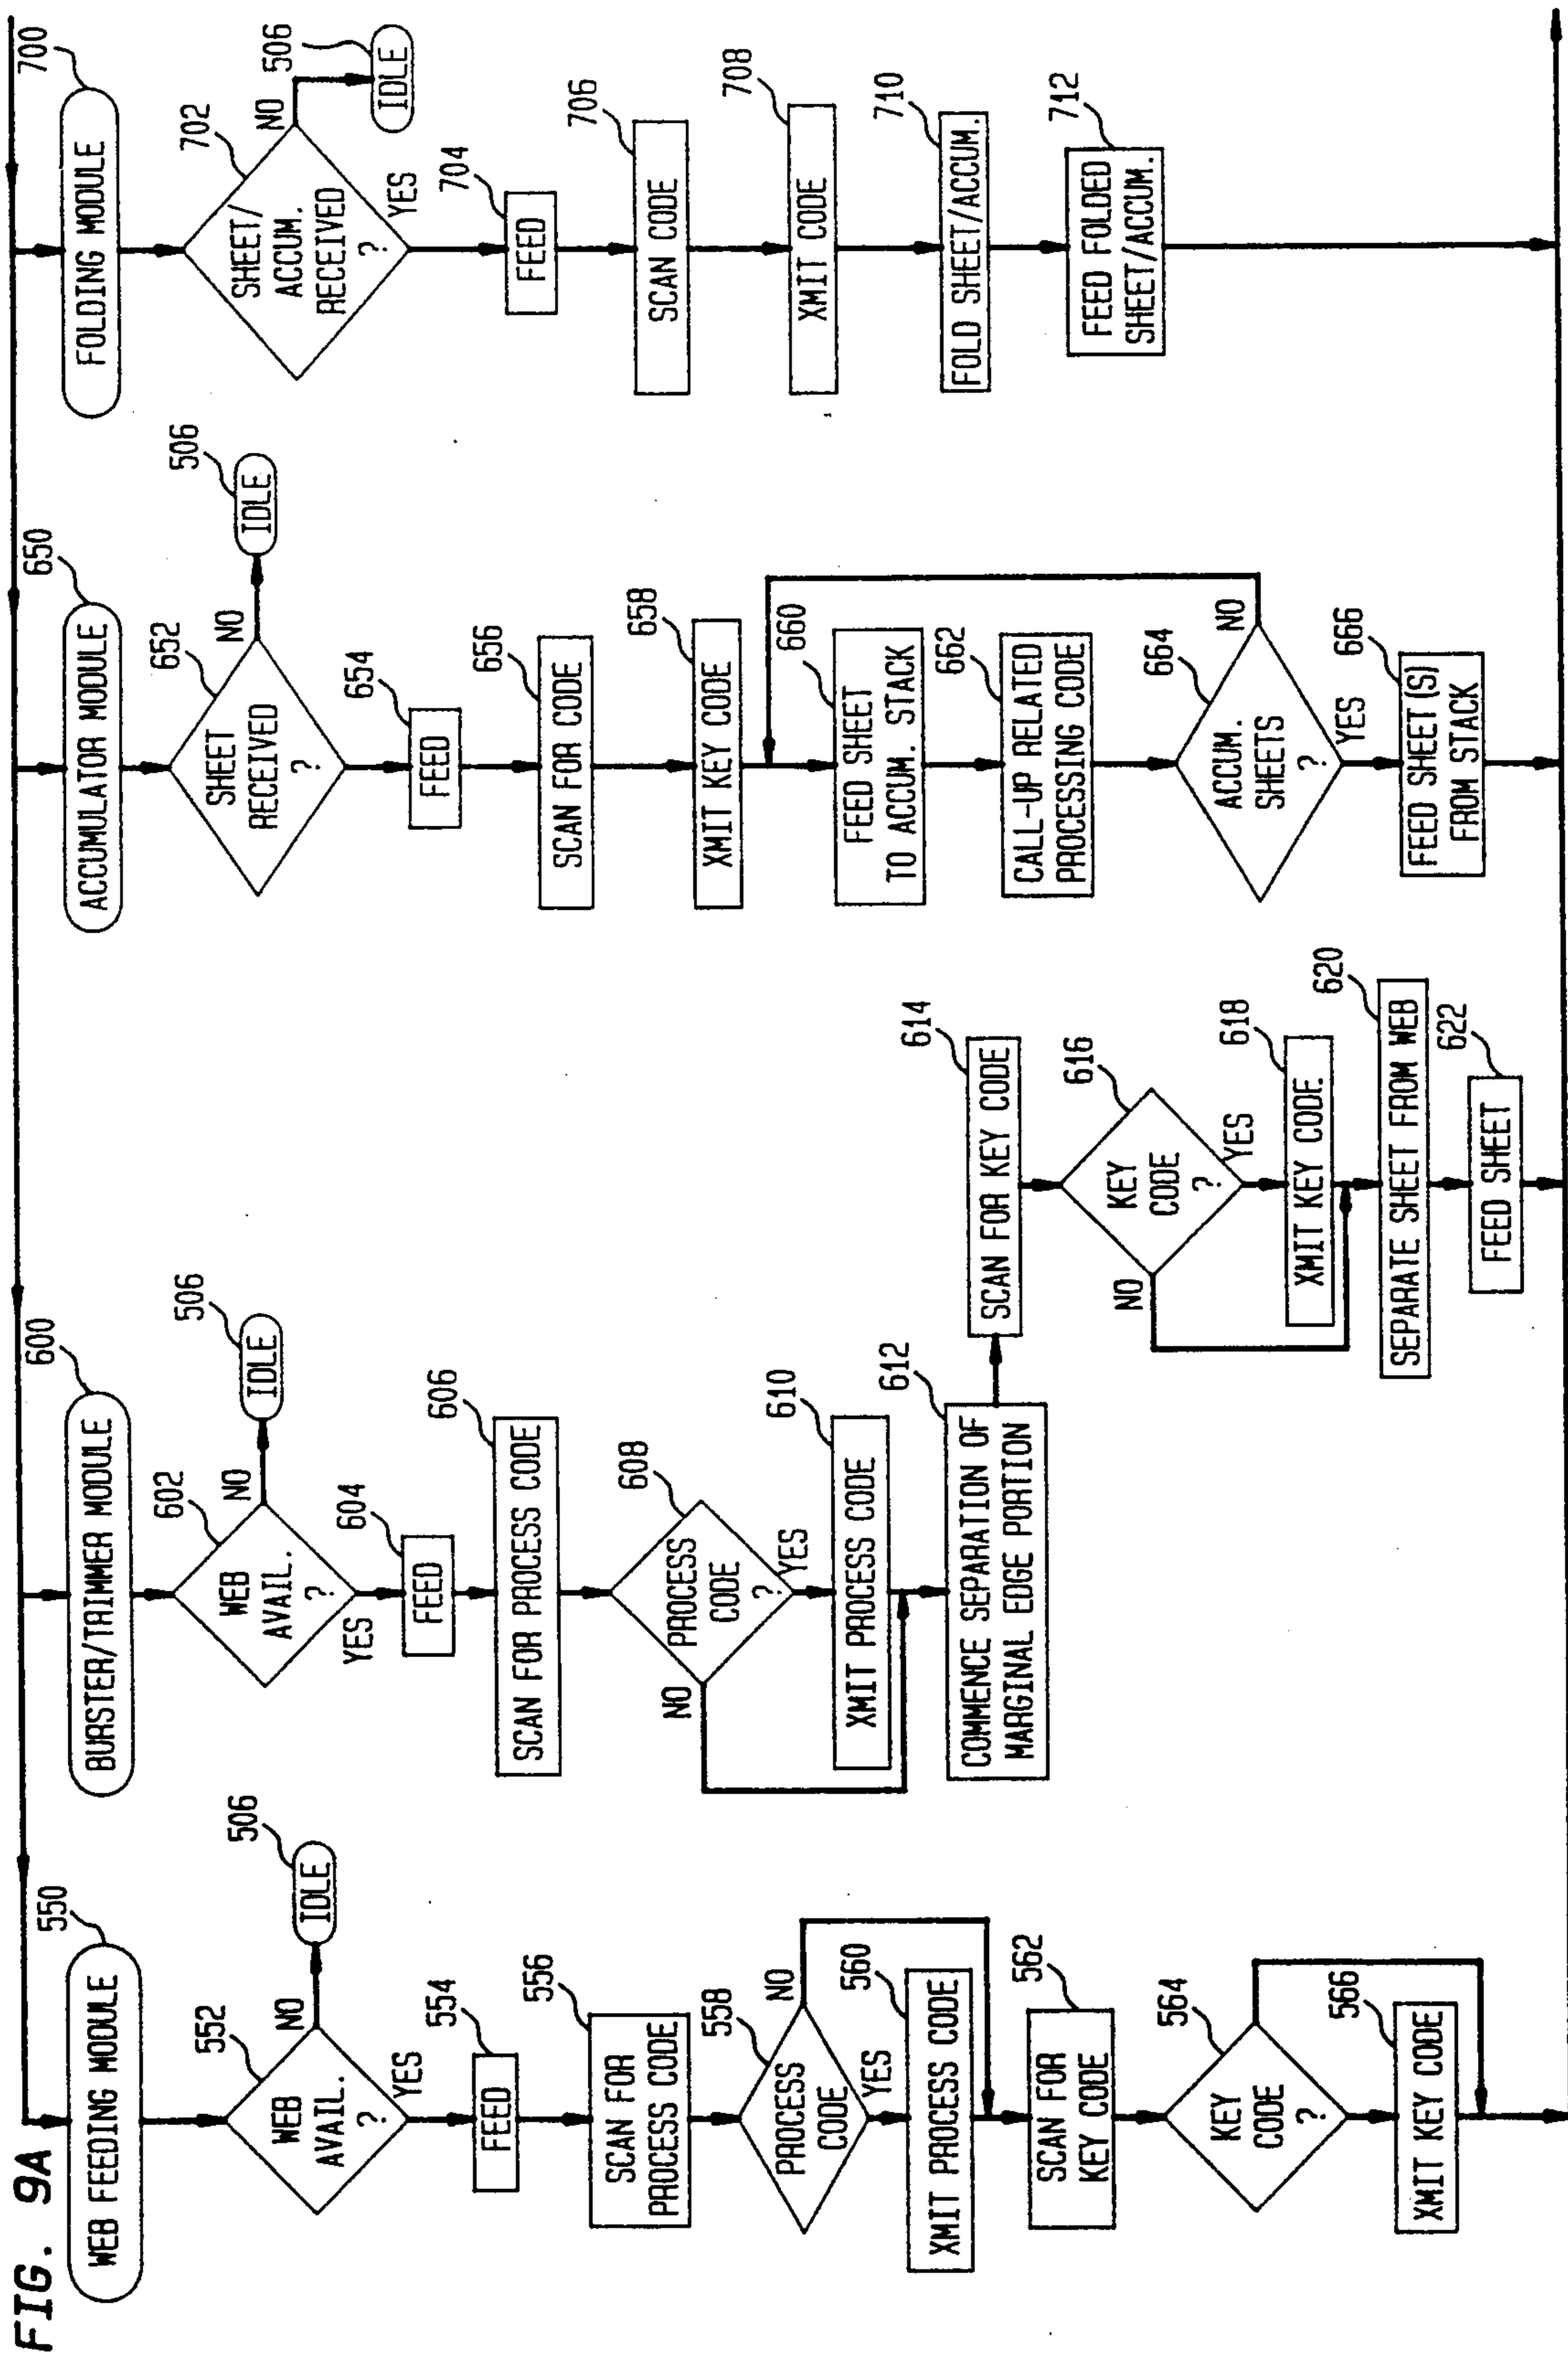 FIG. 9A
WEB FEEDING MODULE
550
WEB
AVAIL.
?
552
NO
IDLE
506
YES
FEED
554
SCAN FOR
PROCESS CODE
556
PROCESS
CODE
558
NO
YES
XMIT PROCESS CODE
560
SCAN FOR
KEY CODE
562
KEY
CODE
?
564
XMIT KEY CODE
566
BURSTER/TRIMMER MODULE
600
WEB
AVAIL.
?
602
NO
IDLE
506
YES
FEED
604
SCAN FOR PROCESS CODE
606
PROCESS
CODE
?
608
NO
YES
XMIT PROCESS CODE
610
COMMENCE SEPARATION OF
MARGINAL EDGE PORTION
612
SCAN FOR KEY CODE
614
KEY
CODE
?
616
NO
YES
XMIT KEY CODE
618
SEPARATE SHEET FROM WEB
620
FEED SHEET
622
ACCUMULATOR MODULE
650
SHEET
RECEIVED
?
652
NO
IDLE
506
FEED
654
SCAN FOR CODE
656
XMIT KEY CODE
658
FEED SHEET
TO ACCUM. STACK
660
CALL-UP RELATED
PROCESSING CODE
662
ACCUM.
SHEETS
?
664
NO
YES
FEED SHEET(S)
FROM STACK
666
FOLDING MODULE
700
SHEET/
ACCUM.
RECEIVED
?
702
NO
IDLE
506
YES
FEED
704
SCAN CODE
706
XMIT CODE
708
FOLD SHEET/ACCUM.
710
FEED FOLDED
SHEET/ACCUM.
712